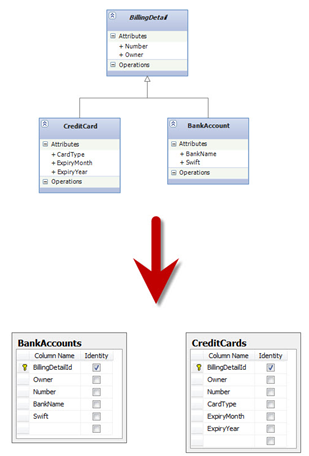 BillingDetail
Attributes
+ Number
+ Owner
Operations
CreditCard
Attributes
+ CardType
+ ExpiryMonth
+ ExpiryYear
Operations
BankAccount
Attributes
+ BankName
+ Swift
Operations
BankAccounts
Column Name Identity
BillingDetailId
Owner
Number
BankName
Swift
CreditCards
Column Name Identity
BillingDetailId
Owner
Number
CardType
ExpiryMonth
ExpiryYear